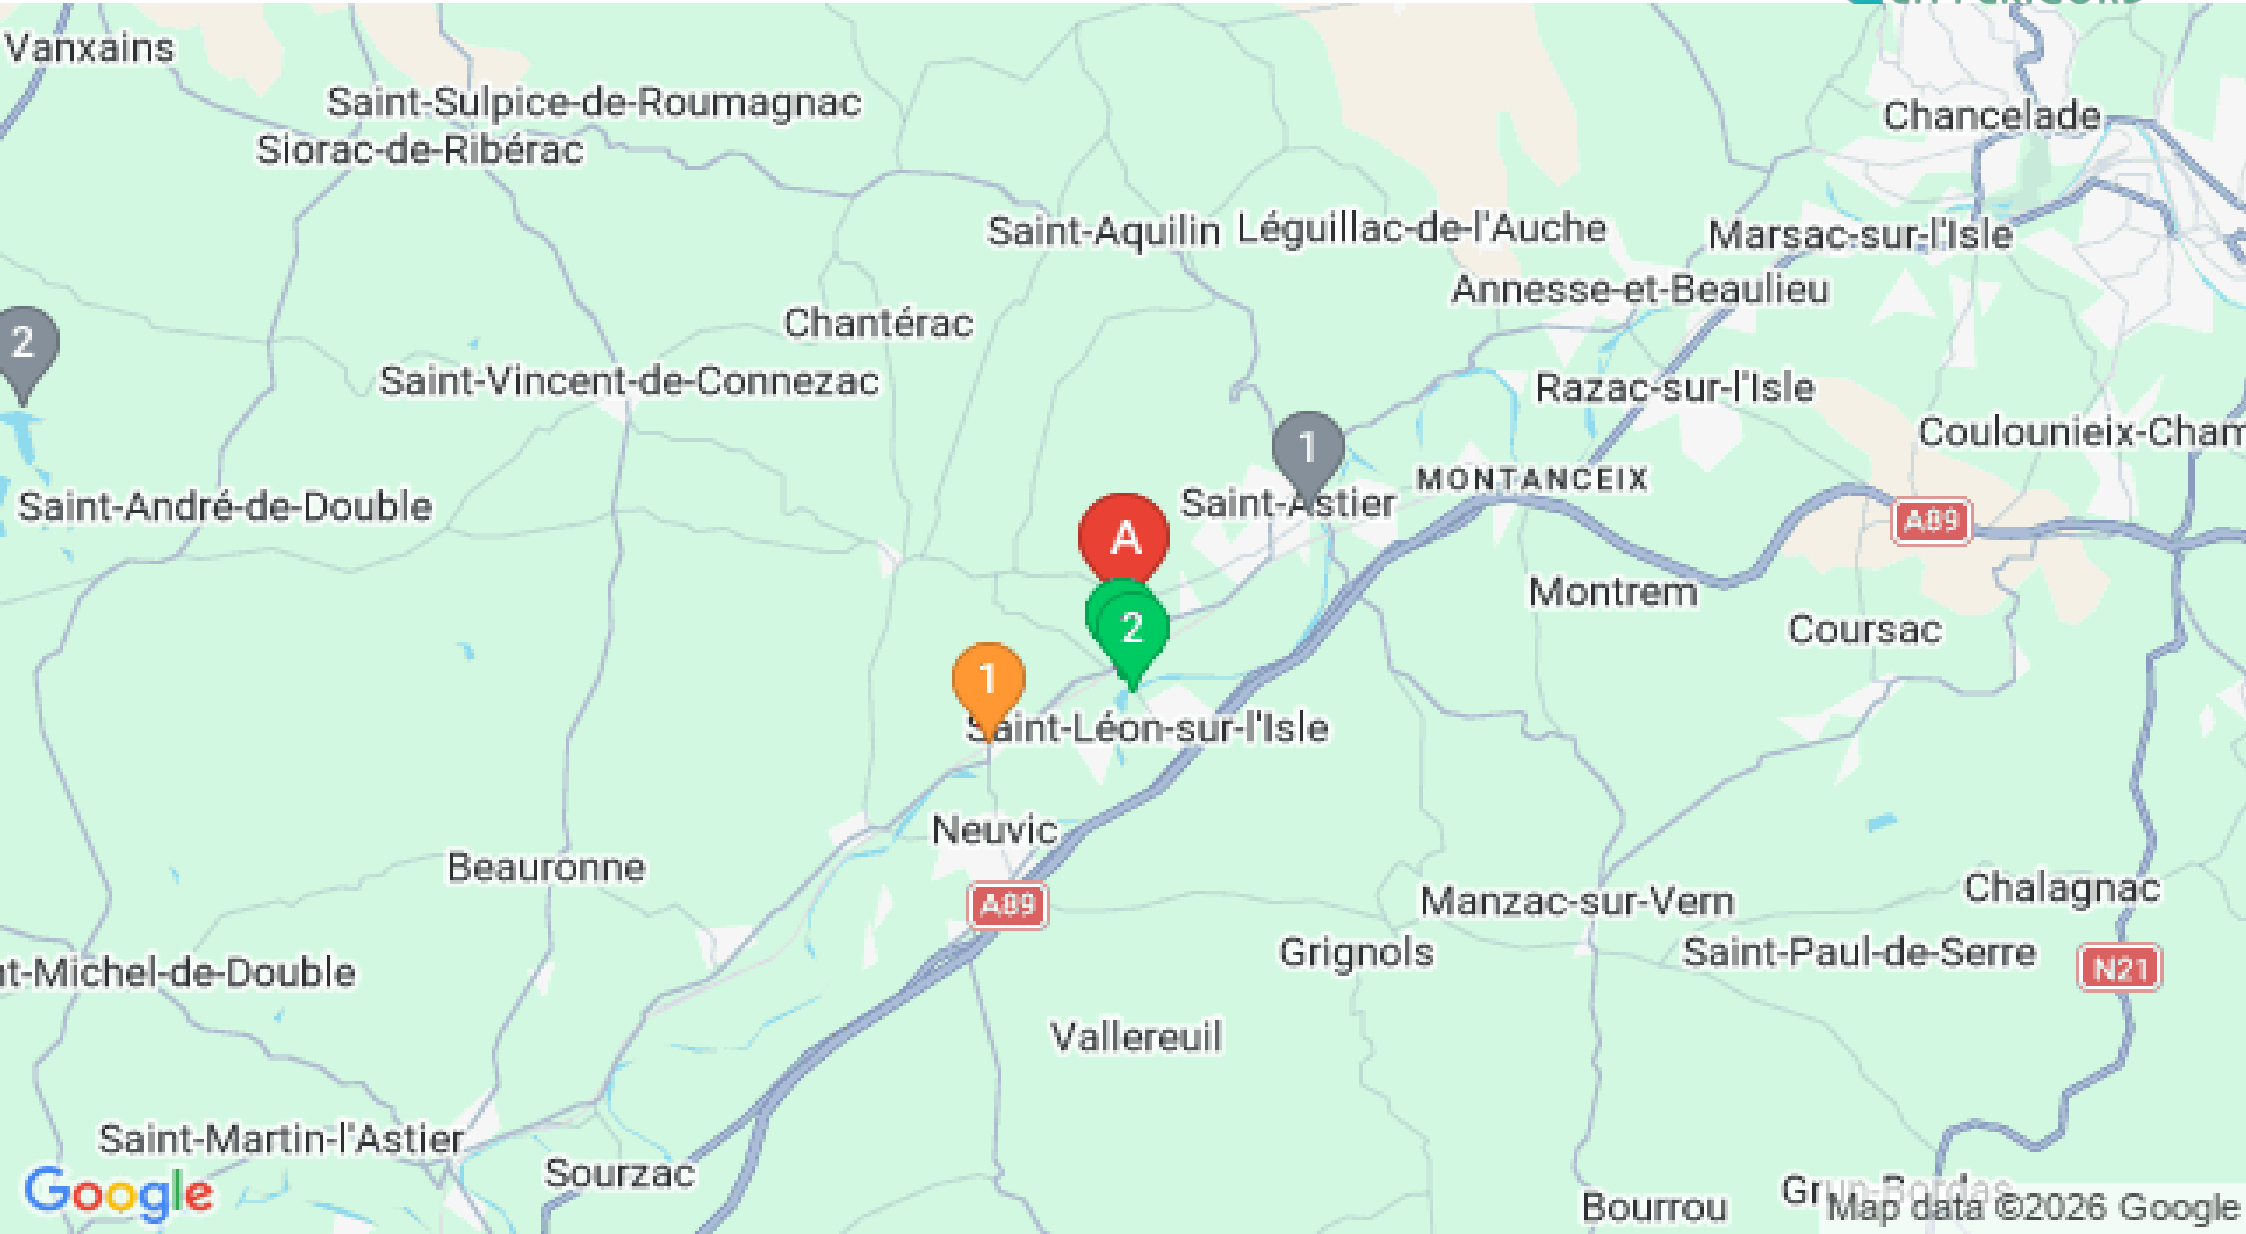 Vanxains
Saint-Sulpice-de-Roumagnac
Chancelade
Siorac-de-Ribérac
Saint-Aquilin
Léguillac-de-l'Auche
Marsac-sur-l'Isle
Annesse-et-Beaulieu
Chantérac
2
Saint-Vincent-de-Connezac
Razac-sur-l'Isle
Coulounieix-Cham
1
MONTANCEIX
Saint-Astier
Saint-André-de-Double
A89
A
Montrem
2
Coursac
1
Saint-Léon-sur-l'Isle
Neuvic
Beauronne
Chalagnac
A89
Manzac-sur-Vern
Grignols
Saint-Paul-de-Serre
nt-Michel-de-Double
N21
Vallereuil
Saint-Martin-l'Astier
Sourzac
Google
Grun-Bordas
Bourrou
Map data ©2026 Google